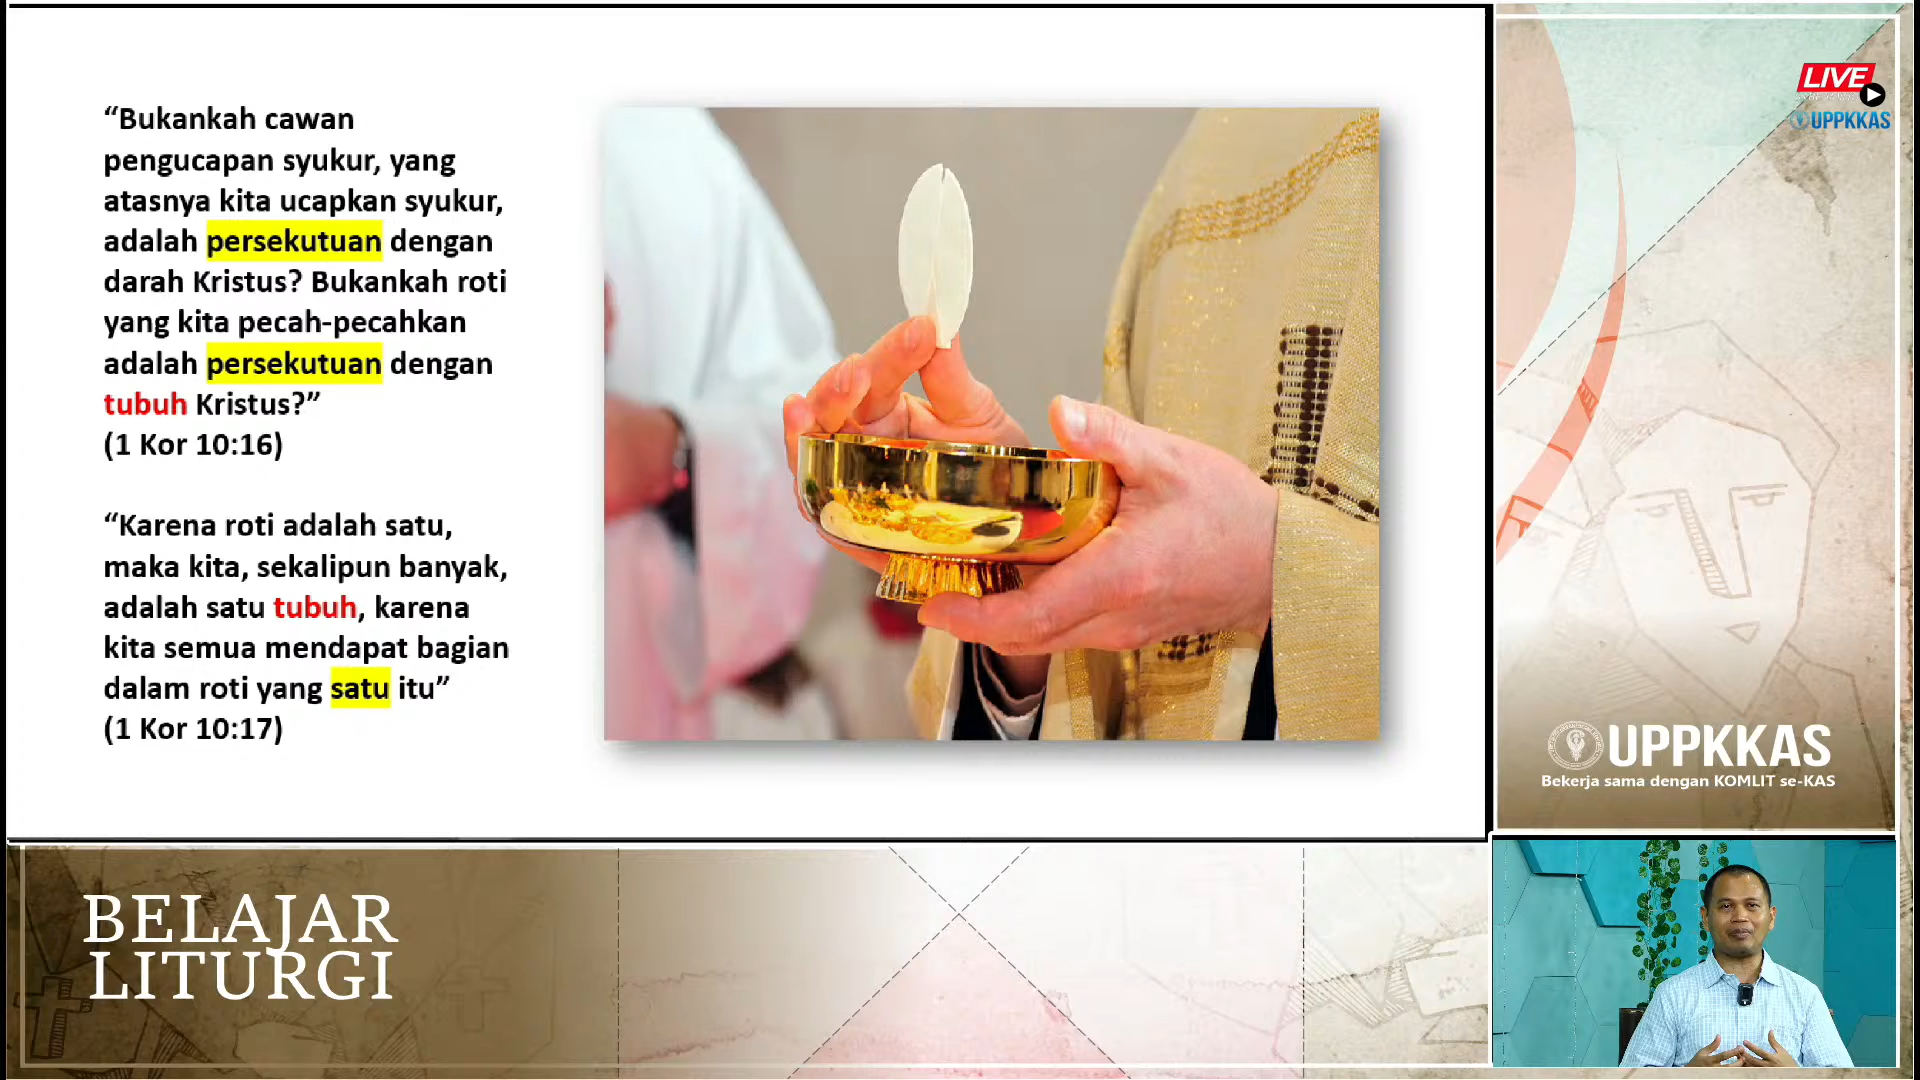 “Bukankah cawan
pengucapan syukur, yang
atasnya kita ucapkan syukur,
adalah persekutuan dengan
darah Kristus? Bukankah roti
yang kita pecah-pecahkan
adalah persekutuan dengan
tubuh Kristus?”
(1 Kor 10:16)
“Karena roti adalah satu,
maka kita, sekalipun banyak,
adalah satu tubuh, karena
kita semua mendapat bagian
dalam roti yang satu itu”
(1 Kor 10:17)
LIVE
UPPKKAS
UPPKKAS
Bekerja sama dengan KOMLIT se-KAS
BELAJAR
LITURGI